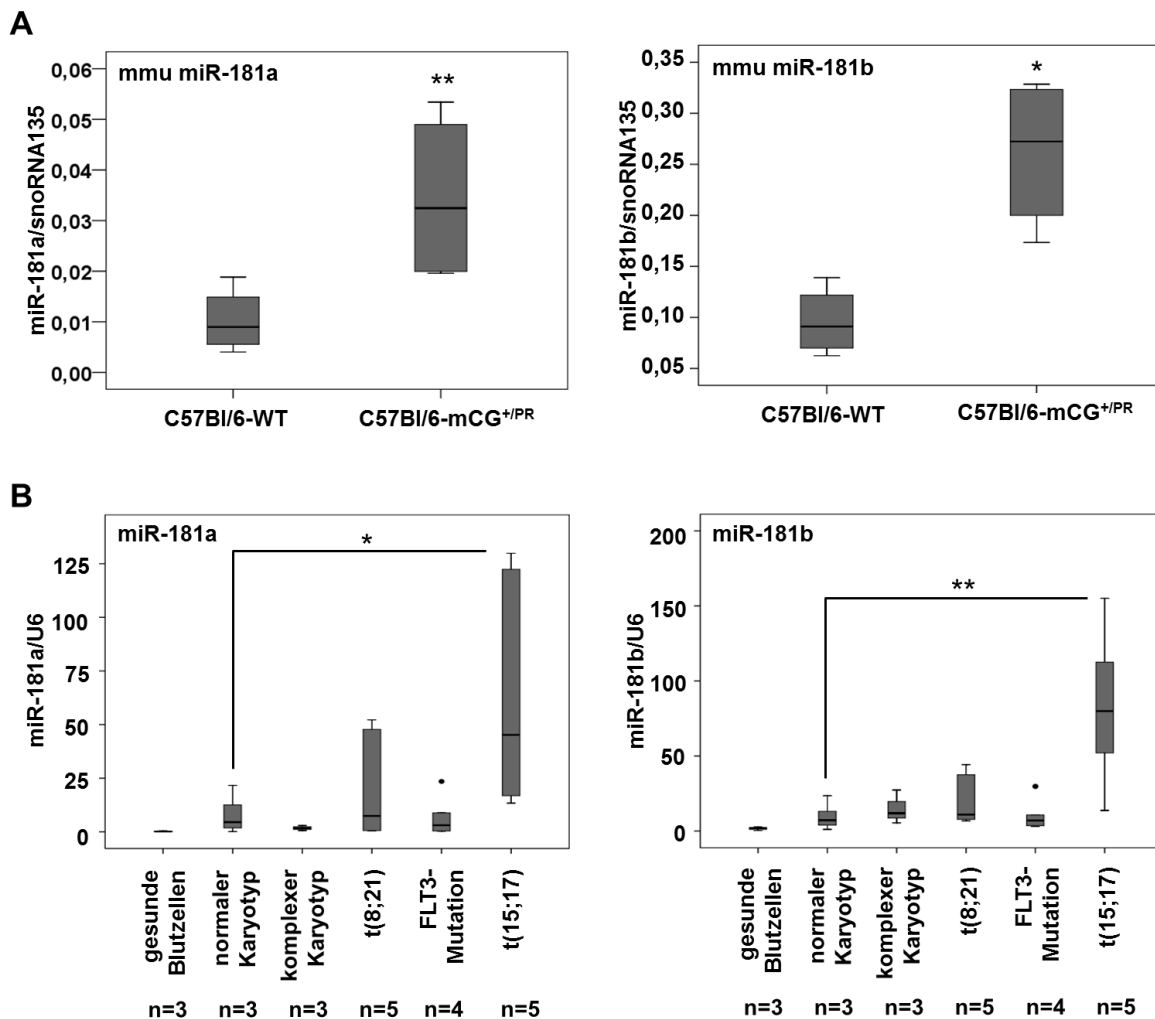 A
mmu miR-181a
**
miR-181a/snoRNA135
0,06
0,05
0,04
0,03
0,02
0,01
0,00
C57Bl/6-WT
C57Bl/6-mCG+/PR
mmu miR-181b
*
miR-181b/snoRNA135
0,35
0,30
0,25
0,20
0,15
0,10
0,05
C57Bl/6-WT
C57Bl/6-mCG+/PR
B
miR-181a
*
miR-181a/U6
125
100
75
50
25
0
gesunde
Blutzellen
normaler
Karyotyp
komplexer
Karyotyp
t(8;21)
FLT3-
Mutation
t(15;17)
n=3 n=3 n=3 n=5 n=4 n=5
miR-181b
**
miR-181b/U6
200
150
100
50
0
gesunde
Blutzellen
normaler
Karyotyp
komplexer
Karyotyp
t(8;21)
FLT3-
Mutation
t(15;17)
n=3 n=3 n=3 n=5 n=4 n=5